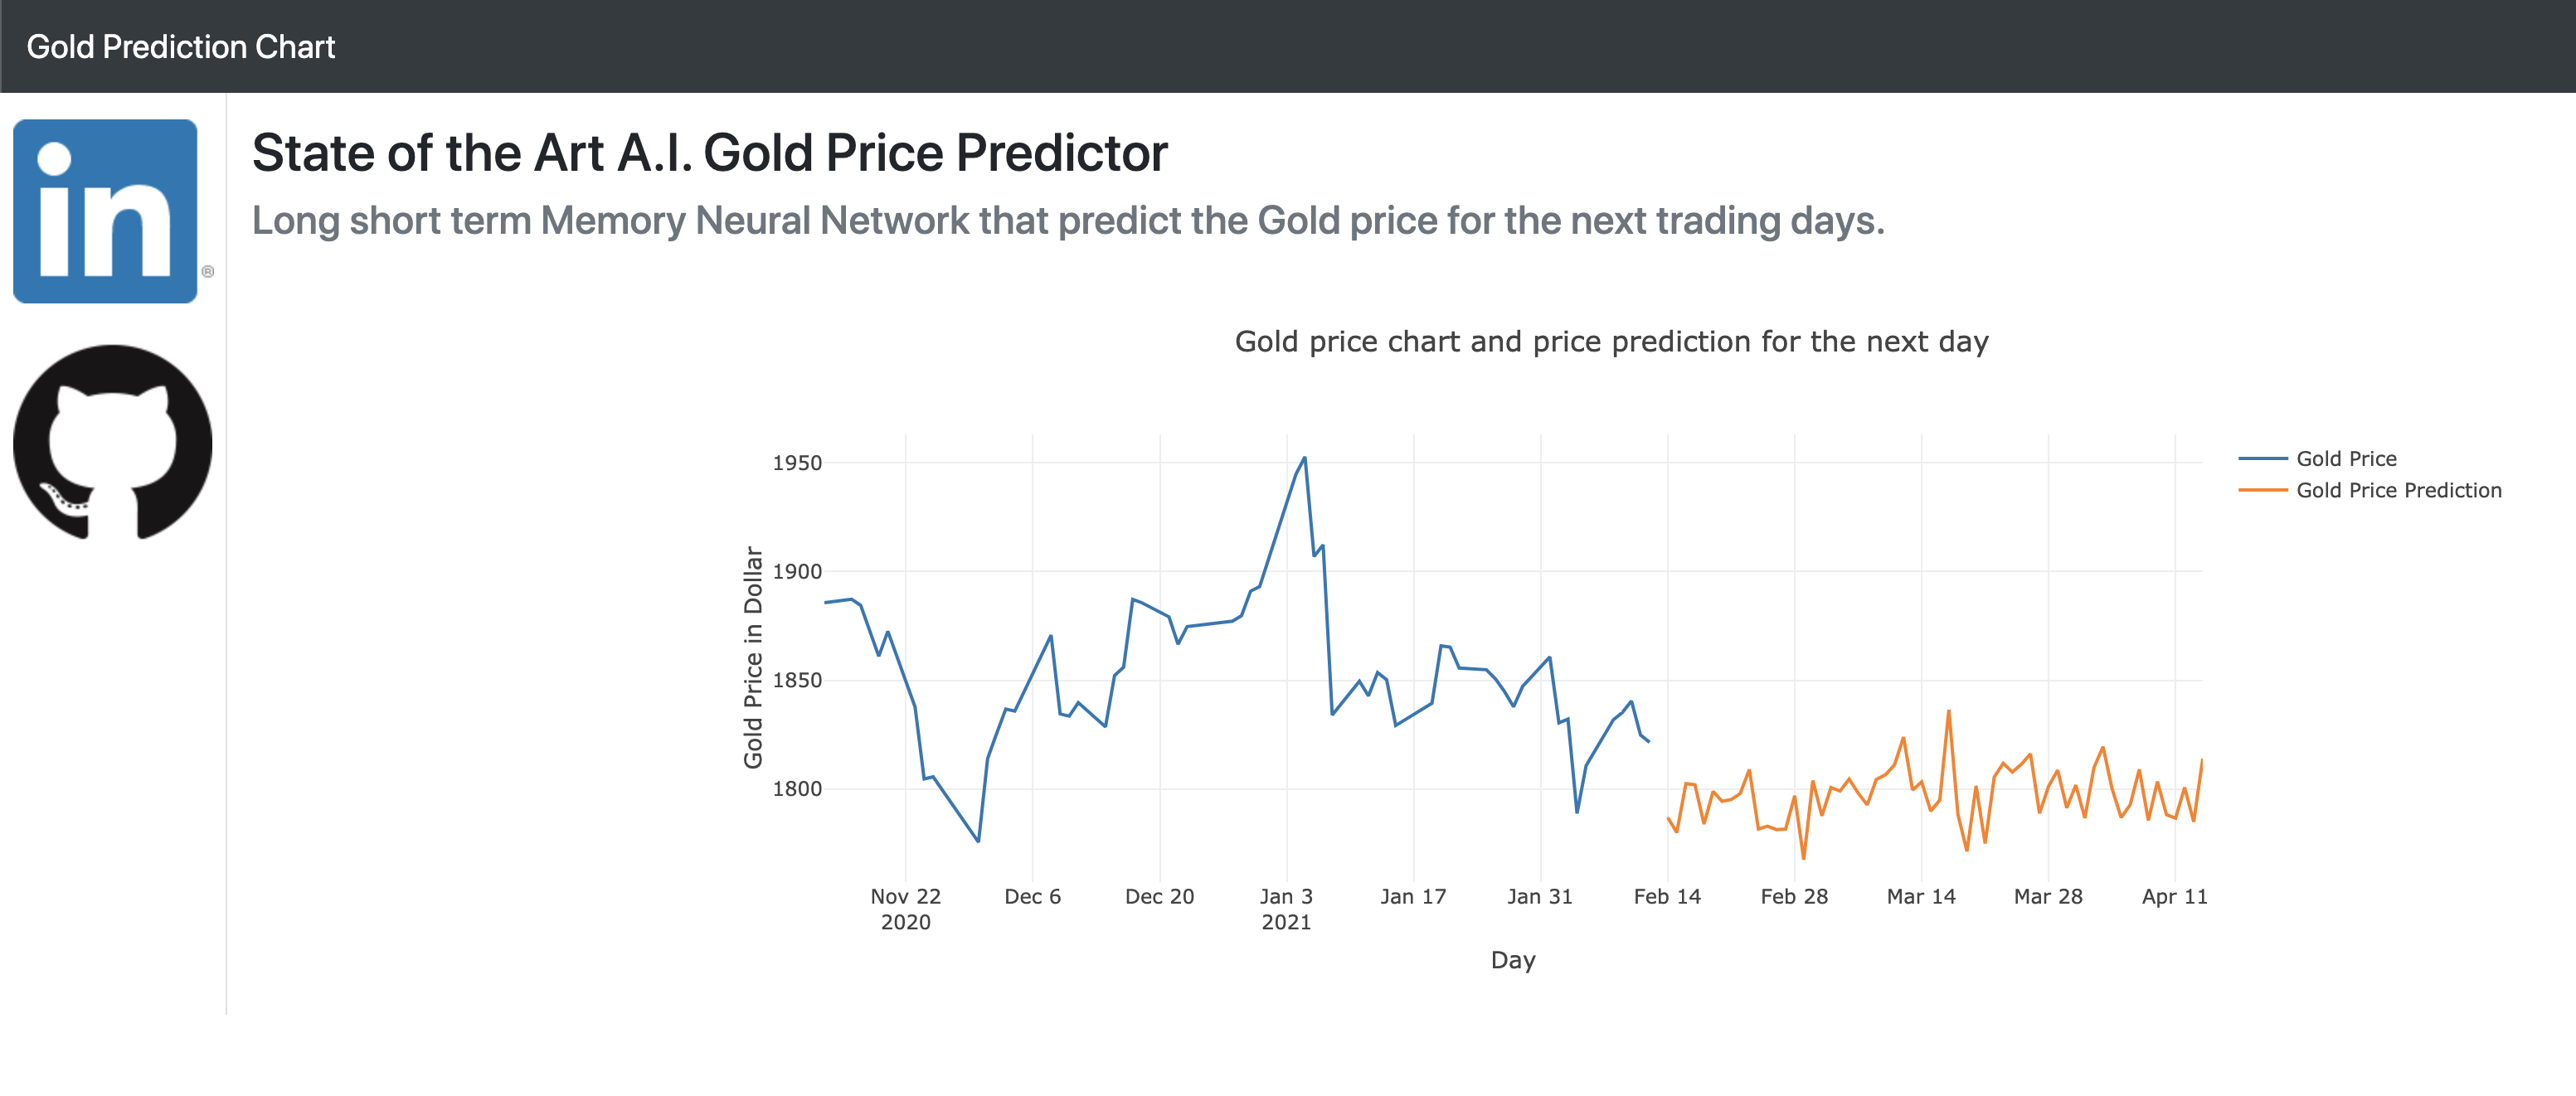 Gold Prediction Chart
in
®
State of the Art A.I. Gold Price Predictor
Long short term Memory Neural Network that predict the Gold price for the next trading days.
Gold price chart and price prediction for the next day
Gold Price
Gold Price Prediction
Gold Price in Dollar
1950
1900
1850
1800
Nov 22 Dec 6 Dec 20 Jan 3 Jan 17 Jan 31 Feb 14 Feb 28 Mar 14 Mar 28 Apr 11
2020 2021
Day